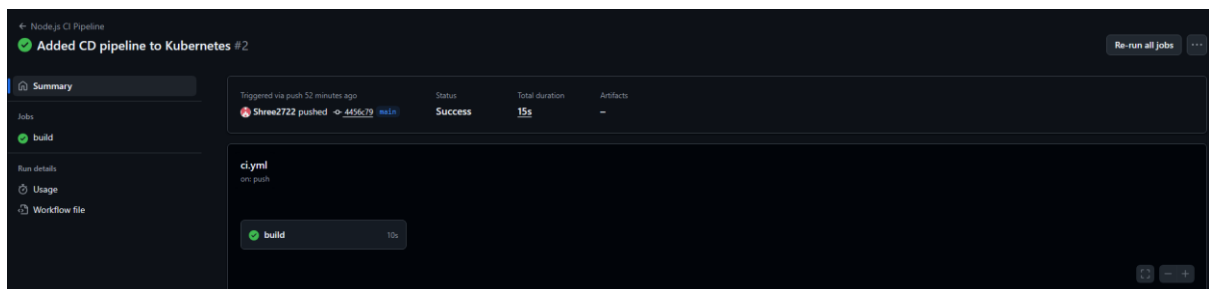 ← Node.js CI Pipeline
Added CD pipeline to Kubernetes #2
Re-run all jobs
Summary
Jobs
build
Run details
Usage
Workflow file
Triggered via push 52 minutes ago
Shree2722 pushed 4456c79 main
Status
Success
Total duration
15s
Artifacts
–
ci.yml
on: push
build 10s